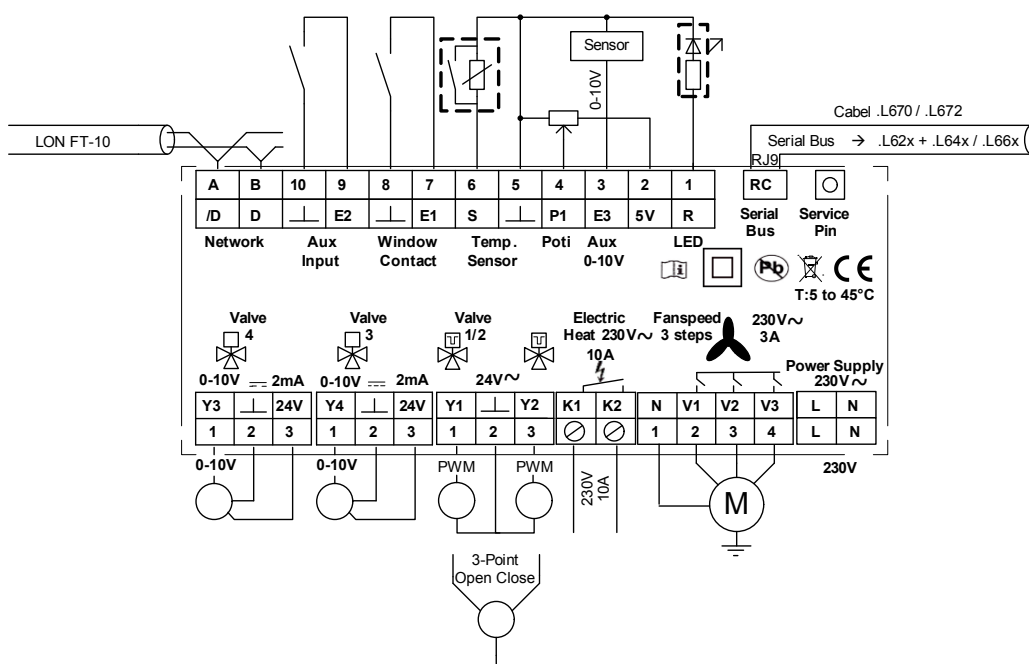 Sensor
0-10V
Cabel .L670 / .L672
LON FT-10
Serial Bus → .L62x + .L64x / .L66x
RJ9
A B 10 9 8 7 6 5 4 3 2 1 RC
/D D ⊥ E2 ⊥ E1 S ⊥ P1 E3 5V R
Network Aux Input Window Contact Temp. Sensor Poti Aux 0-10V LED Serial Bus Service Pin
i Pb CE
T:5 to 45°C
Valve 4 Valve 3 Valve 1/2 Electric Heat 230V~ 10A Fanspeed 3 steps 230V~ 3A
Power Supply
230V~
0-10V ⎓ 2mA 0-10V ⎓ 2mA 24V~
Y3 ⊥ 24V Y4 ⊥ 24V Y1 ⊥ Y2 K1 K2 N V1 V2 V3 L N
1 2 3 1 2 3 1 2 3 1 2 3 4 L N
0-10V 0-10V PWM PWM 230V 10A 230V
M
3-Point
Open Close